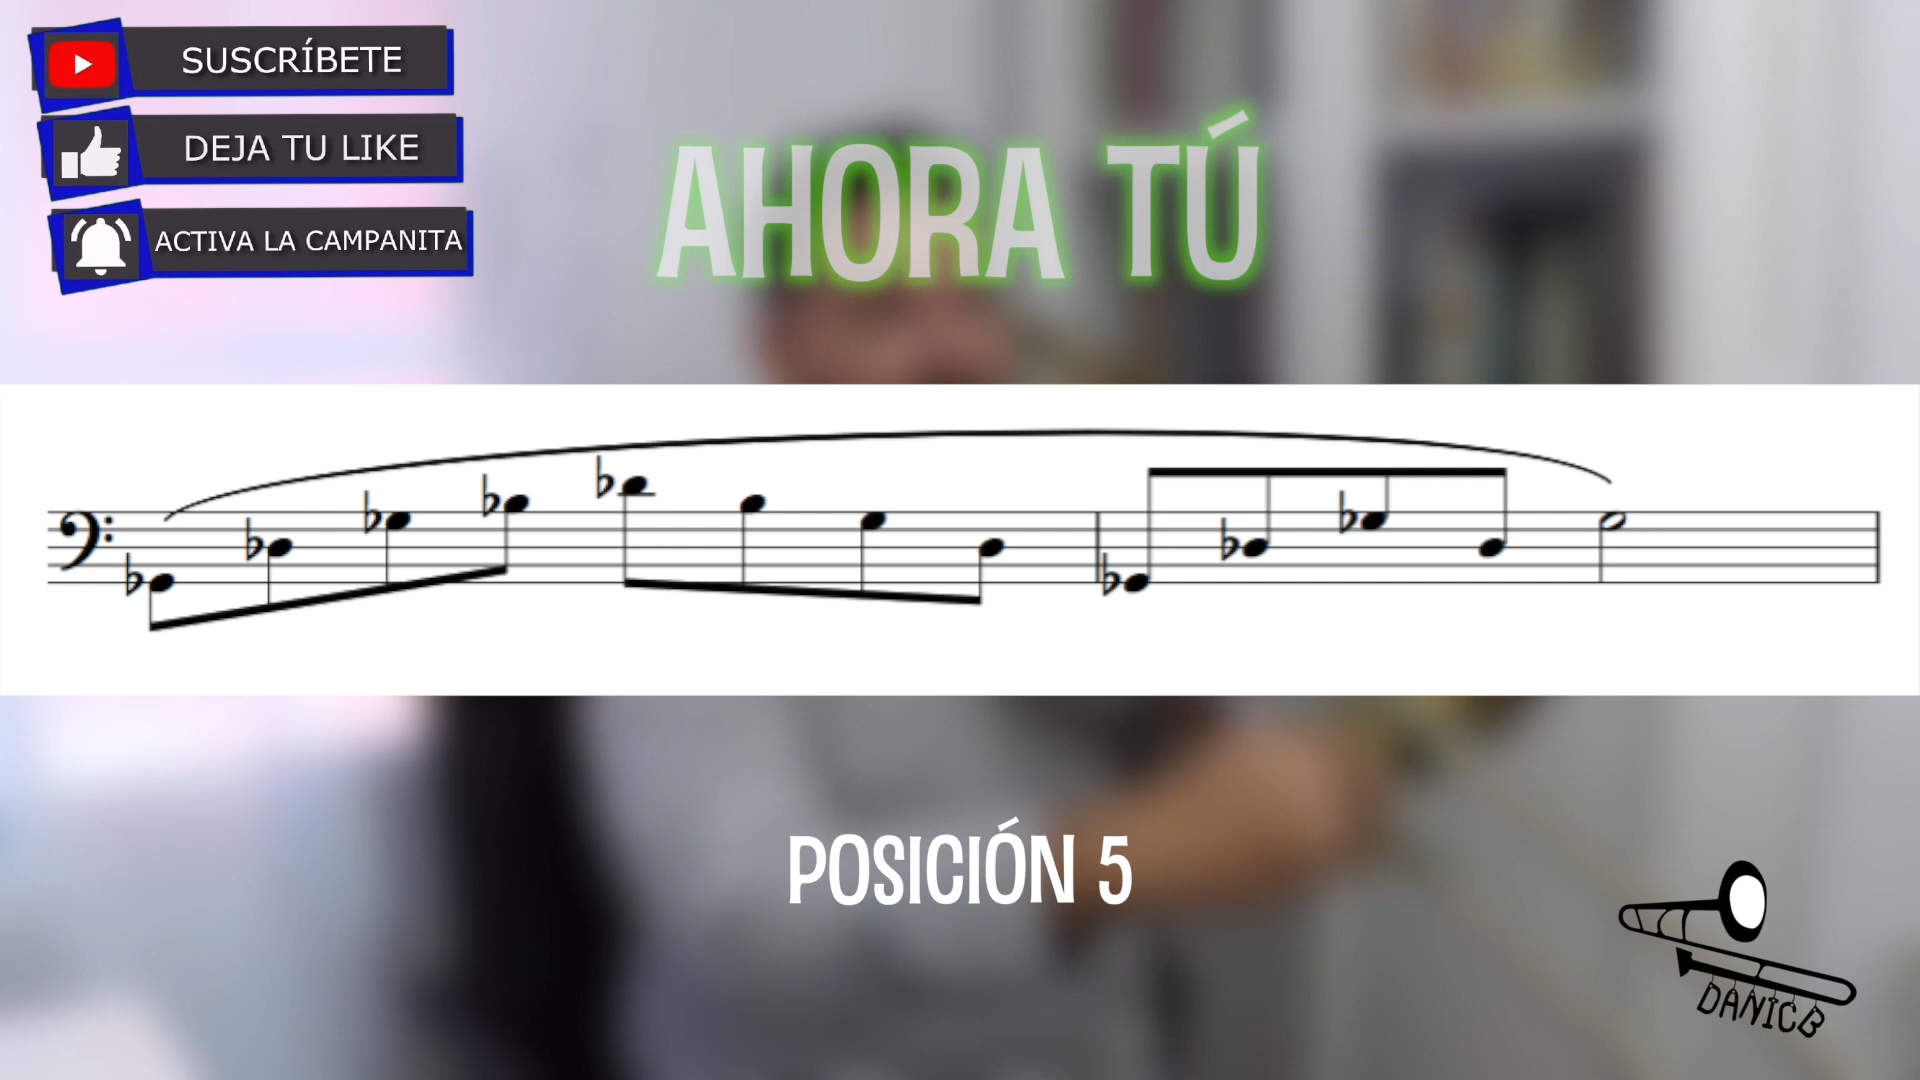 SUSCRÍBETE
DEJA TU LIKE
ACTIVA LA CAMPANITA
AHORA TÚ
POSICIÓN 5
DANICB